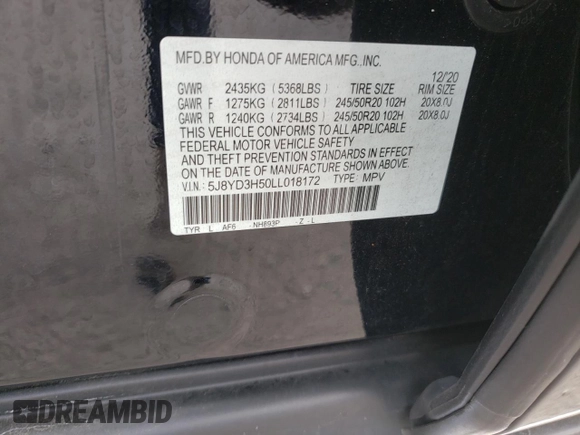 MFD.BY HONDA OF AMERICA MFG.,INC.
12/'20
GVWR 2435KG (5368LBS) TIRE SIZE RIM SIZE
GAWR F 1275KG (2811LBS) 245/50R20 102H 20X8.0J
GAWR R 1240KG (2734LBS) 245/50R20 102H 20X8.0J
THIS VEHICLE CONFORMS TO ALL APPLICABLE
FEDERAL MOTOR VEHICLE SAFETY
AND THEFT PREVENTION STANDARDS IN EFFECT
ON THE DATE OF MANUFACTURE SHOWN ABOVE.
V.I.N.: 5J8YD3H50LL018172 TYPE: MPV
TYR L AF6 -NH893P -Z -L
DREAMBID